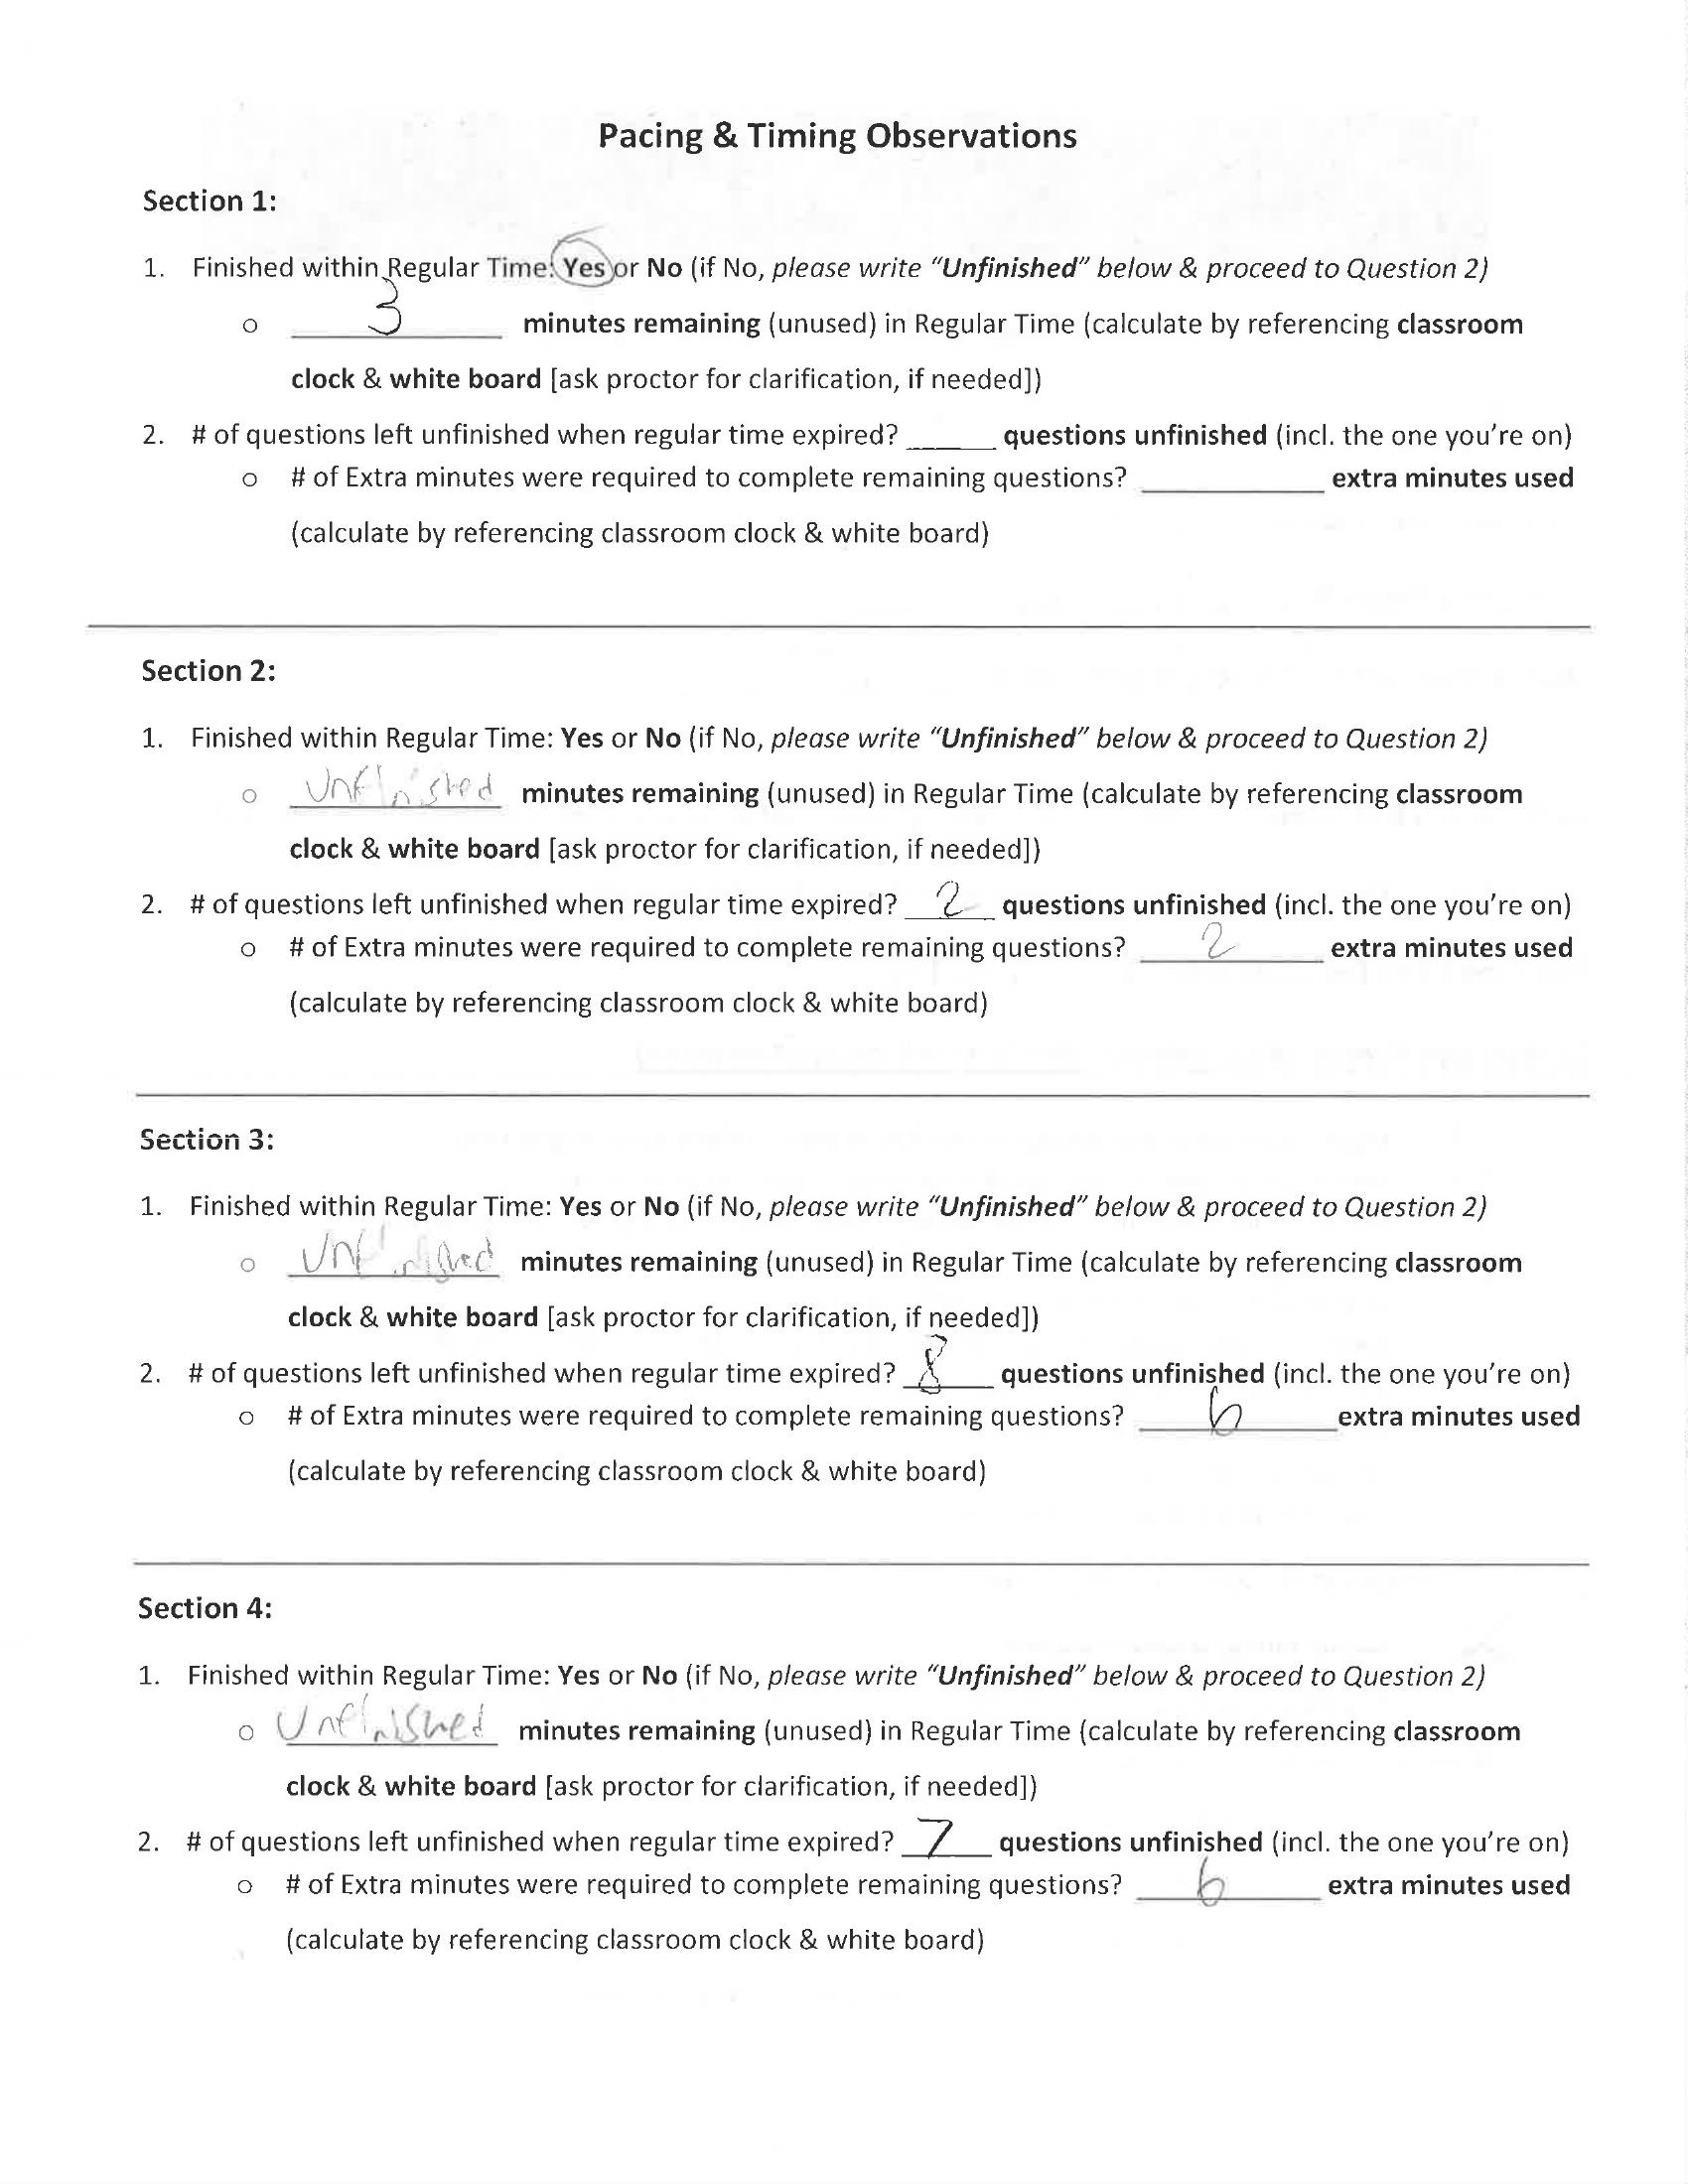 Pacing & Timing Observations
Section 1:
1. Finished within Regular Time: Yes or No (if No, please write “Unfinished” below & proceed to Question 2)
o 3 minutes remaining (unused) in Regular Time (calculate by referencing classroom
clock & white board [ask proctor for clarification, if needed])
2. # of questions left unfinished when regular time expired? ______ questions unfinished (incl. the one you’re on)
o # of Extra minutes were required to complete remaining questions? ____________ extra minutes used
(calculate by referencing classroom clock & white board)
Section 2:
1. Finished within Regular Time: Yes or No (if No, please write “Unfinished” below & proceed to Question 2)
o Unfinished minutes remaining (unused) in Regular Time (calculate by referencing classroom
clock & white board [ask proctor for clarification, if needed])
2. # of questions left unfinished when regular time expired? 2 questions unfinished (incl. the one you’re on)
o # of Extra minutes were required to complete remaining questions? 2 extra minutes used
(calculate by referencing classroom clock & white board)
Section 3:
1. Finished within Regular Time: Yes or No (if No, please write “Unfinished” below & proceed to Question 2)
o Unfinished minutes remaining (unused) in Regular Time (calculate by referencing classroom
clock & white board [ask proctor for clarification, if needed])
2. # of questions left unfinished when regular time expired? 8 questions unfinished (incl. the one you’re on)
o # of Extra minutes were required to complete remaining questions? 6 extra minutes used
(calculate by referencing classroom clock & white board)
Section 4:
1. Finished within Regular Time: Yes or No (if No, please write “Unfinished” below & proceed to Question 2)
o Unfinished minutes remaining (unused) in Regular Time (calculate by referencing classroom
clock & white board [ask proctor for clarification, if needed])
2. # of questions left unfinished when regular time expired? 7 questions unfinished (incl. the one you’re on)
o # of Extra minutes were required to complete remaining questions? 6 extra minutes used
(calculate by referencing classroom clock & white board)